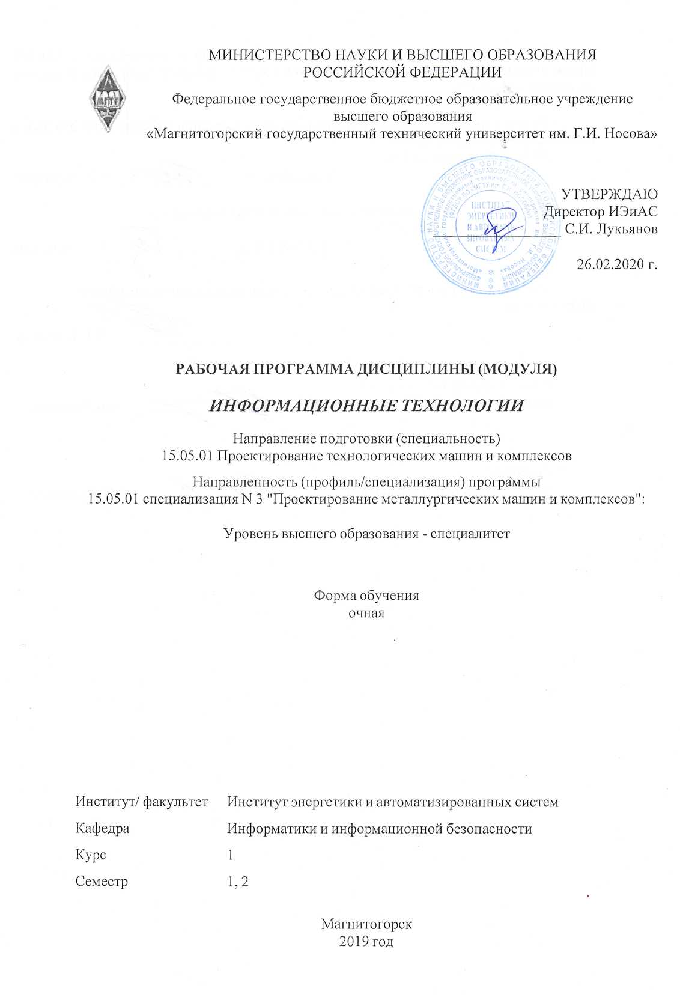 МИНИСТЕРСТВО НАУКИ И ВЫСШЕГО ОБРАЗОВАНИЯ
РОССИЙСКОЙ ФЕДЕРАЦИИ
Федеральное государственное бюджетное образовательное учреждение
высшего образования
«Магнитогорский государственный технический университет им. Г.И. Носова»
УТВЕРЖДАЮ
Директор ИЭиАС
С.И. Лукьянов
26.02.2020 г.
ИНСТИТУТ
ЭНЕРГЕТИКИ
И АВТОМАТИ-
ЗИРОВАННЫХ
СИСТЕМ
РАБОЧАЯ ПРОГРАММА ДИСЦИПЛИНЫ (МОДУЛЯ)
ИНФОРМАЦИОННЫЕ ТЕХНОЛОГИИ
Направление подготовки (специальность)
15.05.01 Проектирование технологических машин и комплексов
Направленность (профиль/специализация) программы
15.05.01 специализация N 3 "Проектирование металлургических машин и комплексов":
Уровень высшего образования - специалитет
Форма обучения
очная
Институт/ факультет Институт энергетики и автоматизированных систем
Кафедра Информатики и информационной безопасности
Курс 1
Семестр 1, 2
Магнитогорск
2019 год